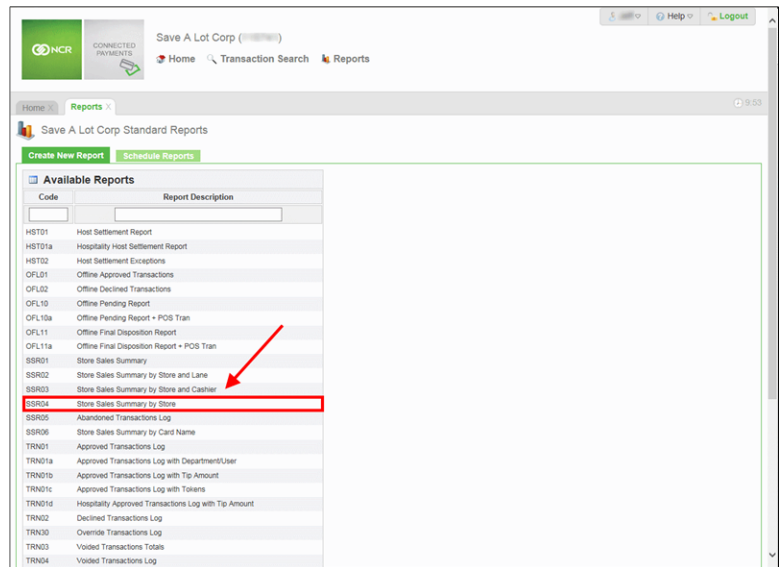 Help Logout
NCR
CONNECTED
PAYMENTS
Save A Lot Corp ( )
Home Transaction Search Reports
Home X Reports X 9:53
Save A Lot Corp Standard Reports
Create New Report Schedule Reports
Available Reports
Code Report Description
HST01 Host Settlement Report
HST01a Hospitality Host Settlement Report
HST02 Host Settlement Exceptions
OFL01 Offline Approved Transactions
OFL02 Offline Declined Transactions
OFL10 Offline Pending Report
OFL10a Offline Pending Report + POS Tran
OFL11 Offline Final Disposition Report
OFL11a Offline Final Disposition Report + POS Tran
SSR01 Store Sales Summary
SSR02 Store Sales Summary by Store and Lane
SSR03 Store Sales Summary by Store and Cashier
SSR04 Store Sales Summary by Store
SSR05 Abandoned Transactions Log
SSR06 Store Sales Summary by Card Name
TRN01 Approved Transactions Log
TRN01a Approved Transactions Log with Department/User
TRN01b Approved Transactions Log with Tip Amount
TRN01c Approved Transactions Log with Tokens
TRN01d Hospitality Approved Transactions Log with Tip Amount
TRN02 Declined Transactions Log
TRN30 Override Transactions Log
TRN03 Voided Transactions Totals
TRN04 Voided Transactions Log